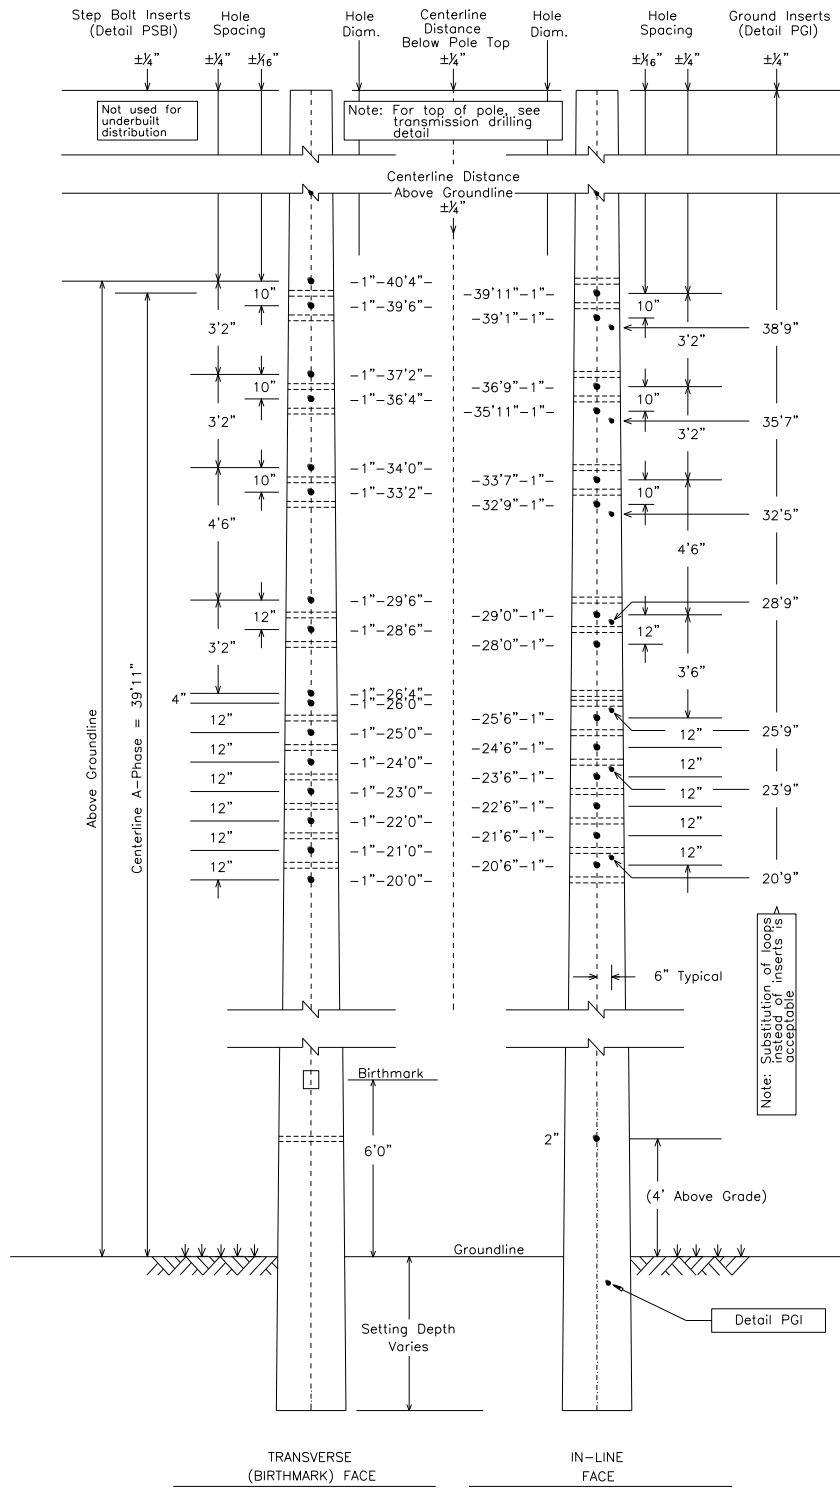 Step Bolt Inserts
(Detail PSBI)
±¼"
Hole
Spacing
±¼"
±1⁄16"
Hole
Diam.
Centerline
Distance
Below Pole Top
±¼"
Hole
Diam.
Hole
Spacing
±1⁄16"
±¼"
Ground Inserts
(Detail PGI)
±¼"
Not used for
underbuilt
distribution
Note: For top of pole, see
transmission drilling
detail
Centerline Distance
Above Groundline
±¼"
10"
3'2"
10"
3'2"
10"
4'6"
12"
3'2"
4"
12"
12"
12"
12"
12"
12"
-1"-40'4"-
-1"-39'6"-
-1"-37'2"-
-1"-36'4"-
-1"-34'0"-
-1"-33'2"-
-1"-29'6"-
-1"-28'6"-
-1"-26'4"-
-1"-26'0"-
-1"-25'0"-
-1"-24'0"-
-1"-23'0"-
-1"-22'0"-
-1"-21'0"-
-1"-20'0"-
-39'11"-1"-
-39'1"-1"-
-36'9"-1"-
-35'11"-1"-
-33'7"-1"-
-32'9"-1"-
-29'0"-1"-
-28'0"-1"-
-25'6"-1"-
-24'6"-1"-
-23'6"-1"-
-22'6"-1"-
-21'6"-1"-
-20'6"-1"-
10"
3'2"
10"
3'2"
10"
4'6"
12"
3'6"
12"
12"
12"
12"
12"
38'9"
35'7"
32'5"
28'9"
25'9"
23'9"
20'9"
Above Groundline
Centerline A-Phase = 39'11"
6" Typical
Note: Substitution of loops
instead of inserts is
acceptable
Birthmark
6'0"
2"
(4' Above Grade)
Groundline
Setting Depth
Varies
Detail PGI
TRANSVERSE
(BIRTHMARK) FACE
IN-LINE
FACE